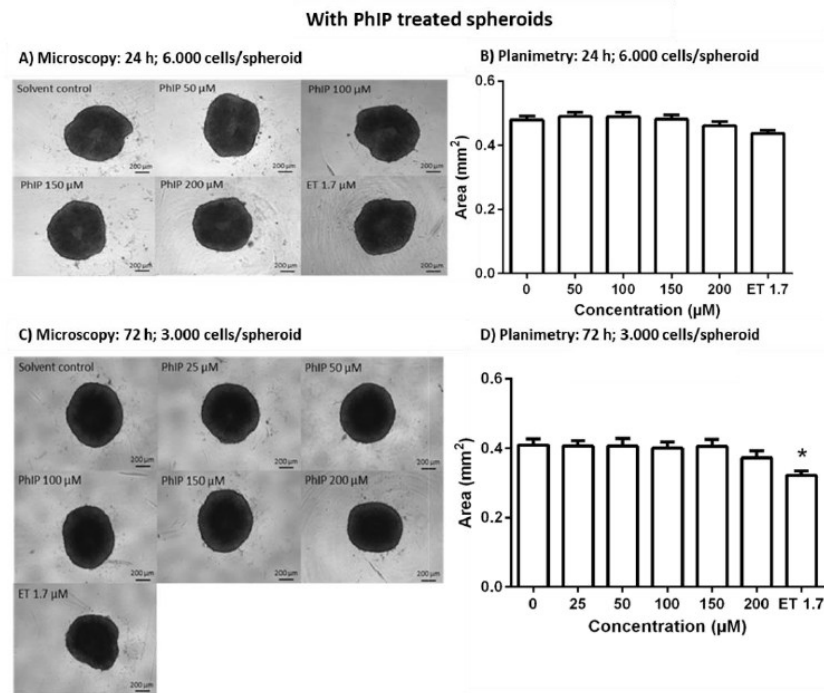 With PhIP treated spheroids
A) Microscopy: 24 h; 6.000 cells/spheroid
Solvent control
PhIP 50 µM
PhIP 100 µM
200 µm
200 µm
200 µm
PhIP 150 µM
PhIP 200 µM
ET 1.7 µM
200 µm
200 µm
200 µm
B) Planimetry: 24 h; 6.000 cells/spheroid
Area (mm²)
0.6
0.4
0.2
0.0
0 50 100 150 200 ET 1.7
Concentration (µM)
C) Microscopy: 72 h; 3.000 cells/spheroid
Solvent control
PhIP 25 µM
PhIP 50 µM
200 µm
200 µm
200 µm
PhIP 100 µM
PhIP 150 µM
PhIP 200 µM
200 µm
200 µm
200 µm
ET 1.7 µM
200 µm
D) Planimetry: 72 h; 3.000 cells/spheroid
Area (mm²)
0.6
0.4
0.2
0.0
*
0 25 50 100 150 200 ET 1.7
Concentration (µM)